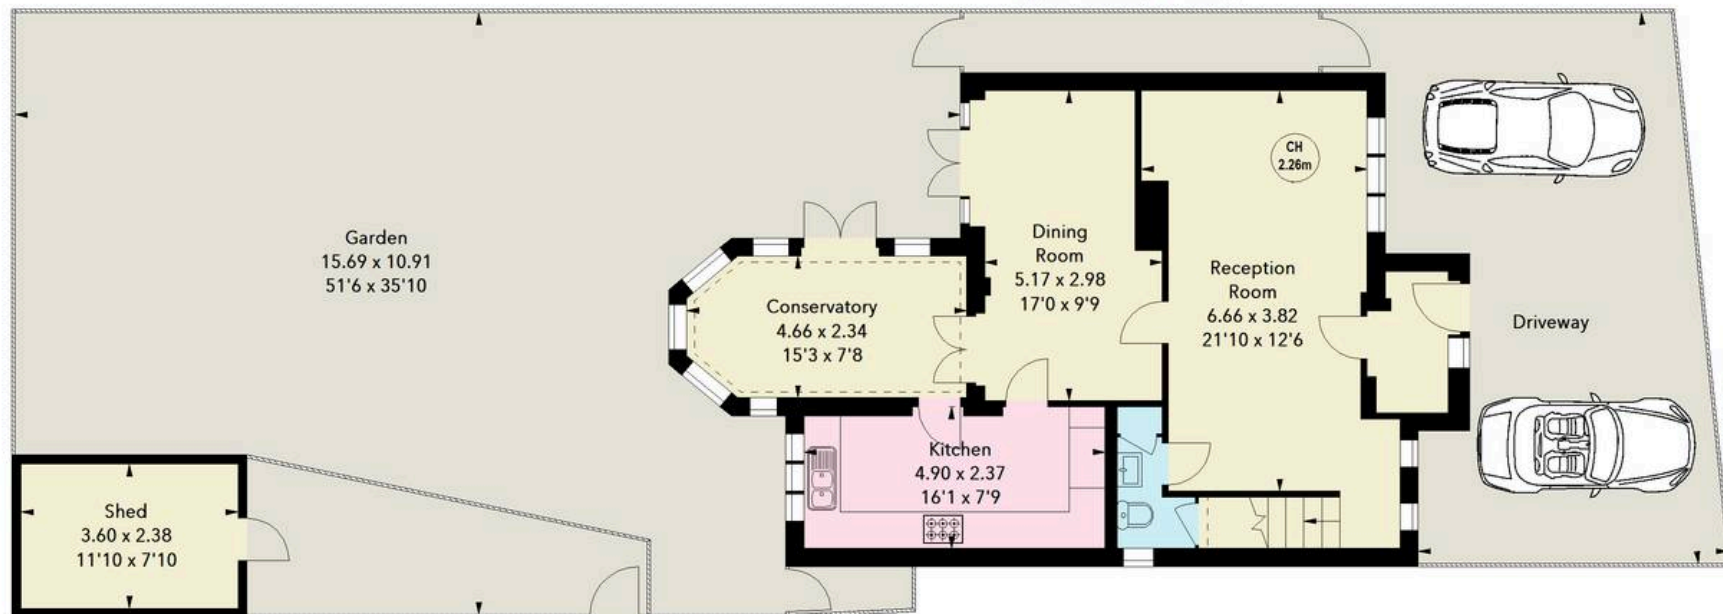 Garden
15.69 x 10.91
51'6 x 35'10
Conservatory
4.66 x 2.34
15'3 x 7'8
Dining
Room
5.17 x 2.98
17'0 x 9'9
CH
2.26m
Reception
Room
6.66 x 3.82
21'10 x 12'6
Driveway
Kitchen
4.90 x 2.37
16'1 x 7'9
Shed
3.60 x 2.38
11'10 x 7'10